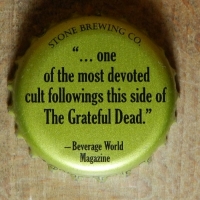 STONE BREWING CO.
“... one
of the most devoted
cult followings this side of
The Grateful Dead.”
—Beverage World
Magazine